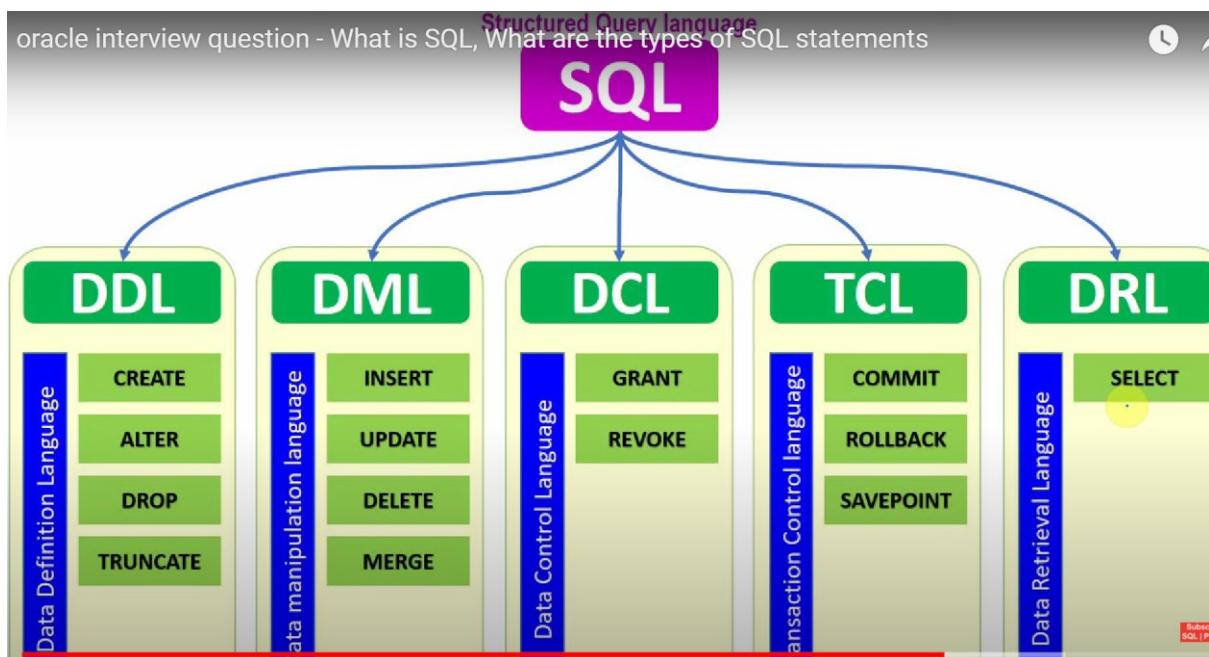 Structured Query language
oracle interview question - What is SQL, What are the types of SQL statements
SQL
DDL
Data Definition Language
CREATE
ALTER
DROP
TRUNCATE
DML
ata manipulation language
INSERT
UPDATE
DELETE
MERGE
DCL
Data Control Language
GRANT
REVOKE
TCL
ansaction Control language
COMMIT
ROLLBACK
SAVEPOINT
DRL
Data Retrieval Language
SELECT
Subsc
SQL | P